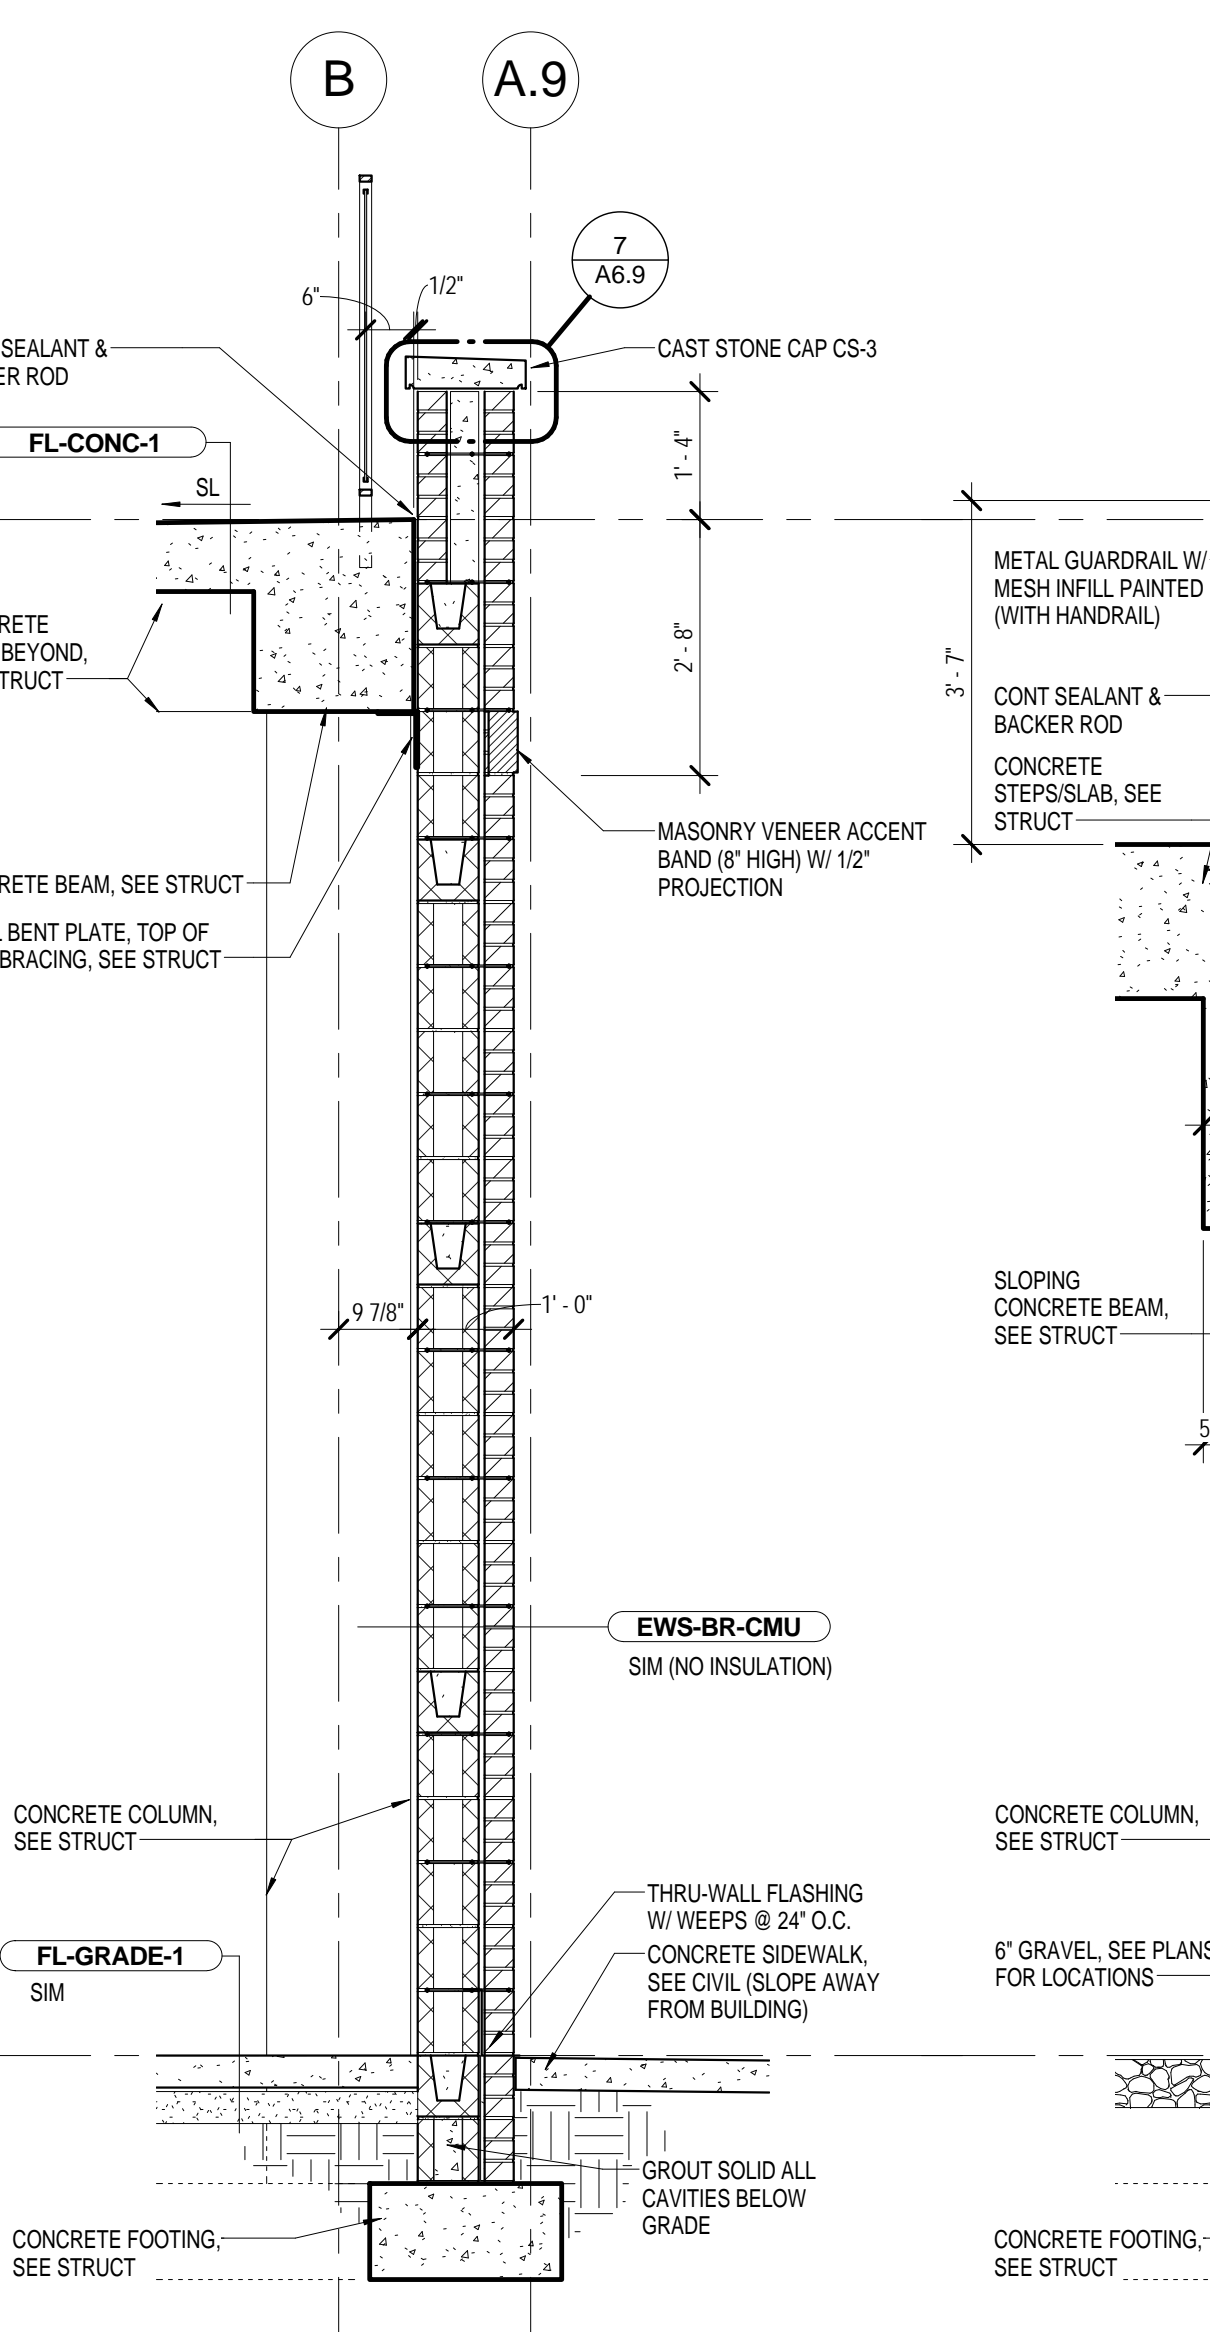 B
A.9
7
A6.9
6"
1/2"
SEALANT &
ER ROD
CAST STONE CAP CS-3
FL-CONC-1
1' - 4"
SL
METAL GUARDRAIL W/
MESH INFILL PAINTED
(WITH HANDRAIL)
RETE
BEYOND,
TRUCT
2' - 8"
3' - 7"
CONT SEALANT &
BACKER ROD
CONCRETE
STEPS/SLAB, SEE
STRUCT
MASONRY VENEER ACCENT
BAND (8" HIGH) W/ 1/2"
PROJECTION
RETE BEAM, SEE STRUCT
BENT PLATE, TOP OF
BRACING, SEE STRUCT
SLOPING
CONCRETE BEAM,
SEE STRUCT
9 7/8"
1' - 0"
5
EWS-BR-CMU
SIM (NO INSULATION)
CONCRETE COLUMN,
SEE STRUCT
CONCRETE COLUMN,
SEE STRUCT
THRU-WALL FLASHING
W/ WEEPS @ 24" O.C.
FL-GRADE-1
SIM
CONCRETE SIDEWALK,
SEE CIVIL (SLOPE AWAY
FROM BUILDING)
6" GRAVEL, SEE PLANS
FOR LOCATIONS
GROUT SOLID ALL
CAVITIES BELOW
GRADE
CONCRETE FOOTING,
SEE STRUCT
CONCRETE FOOTING,
SEE STRUCT